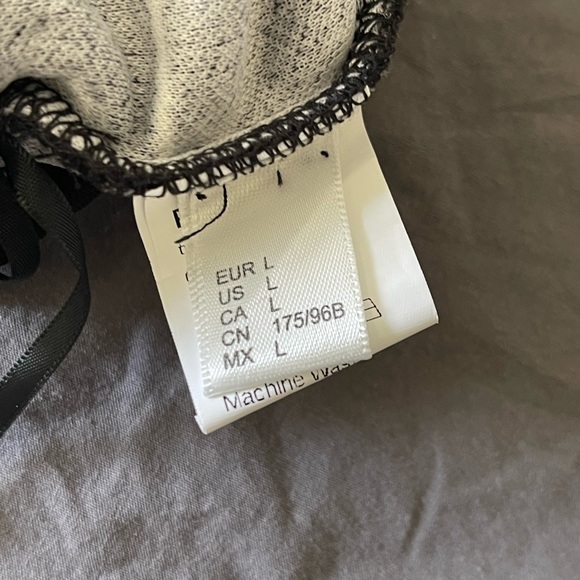 EUR L
US L
CA L
CN 175/96B
MX L
Machine Was